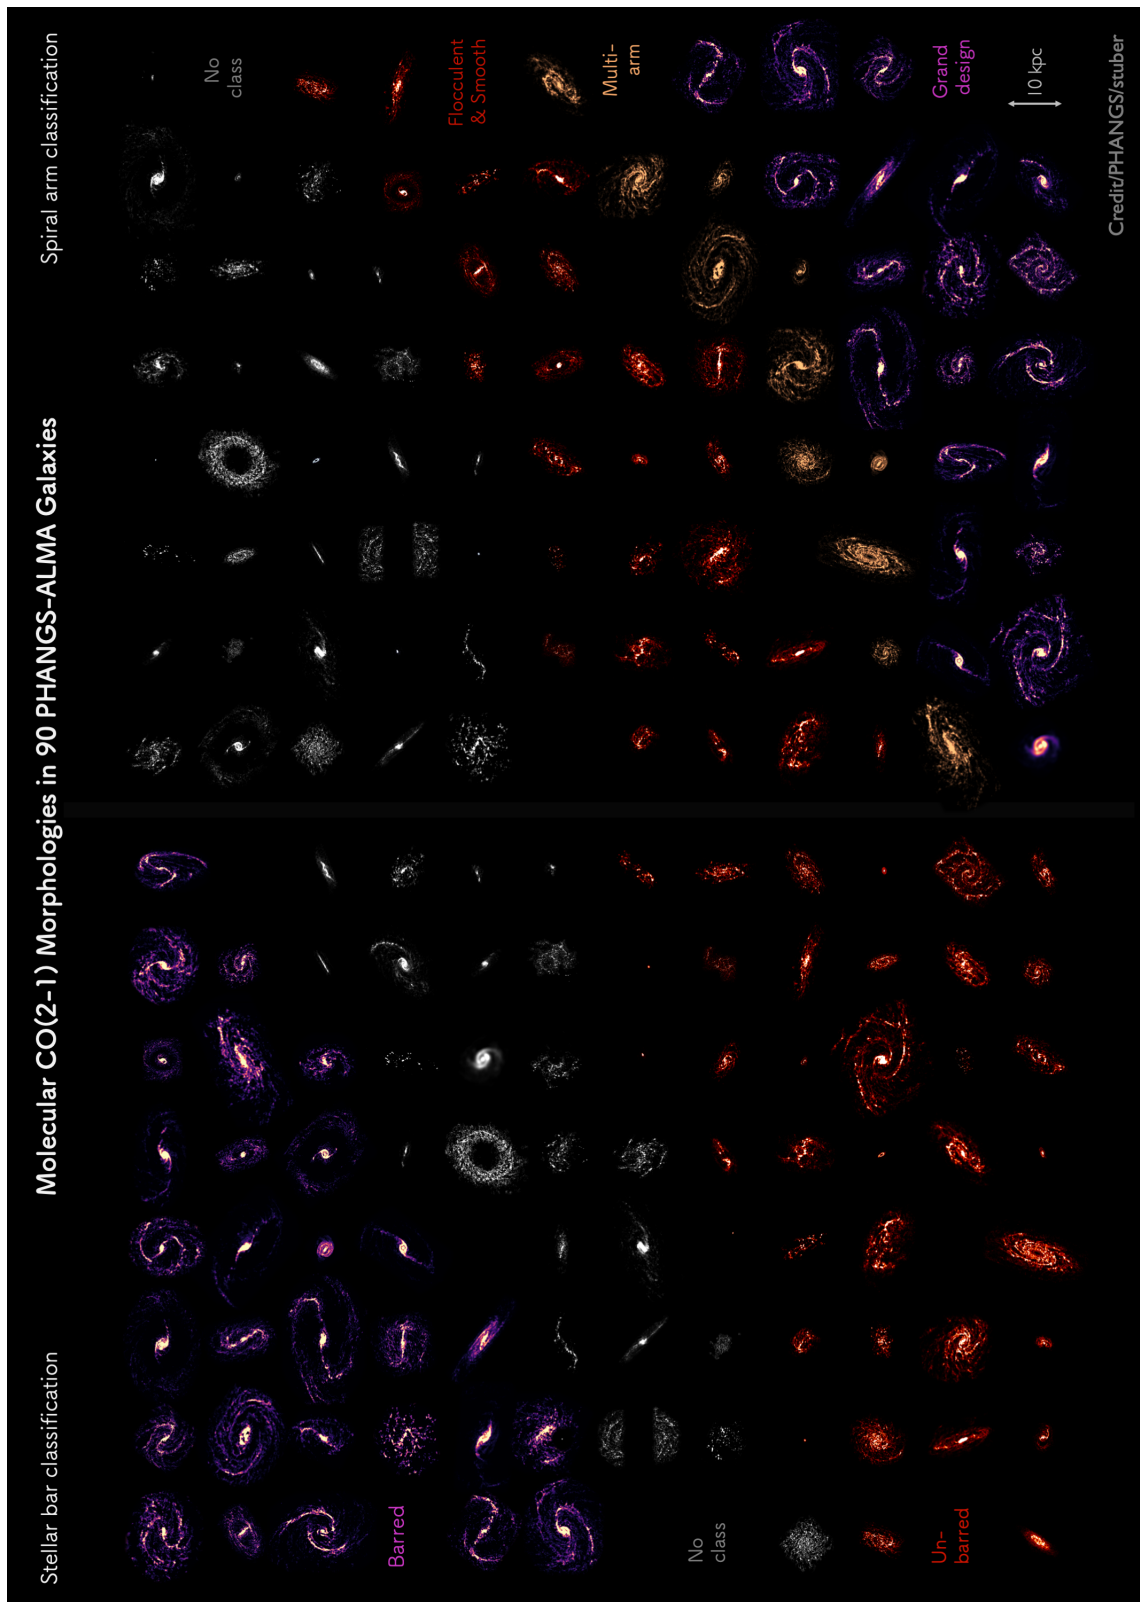 Molecular CO(2-1) Morphologies in 90 PHANGS-ALMA Galaxies
Stellar bar classification
Barred
No
class
Un-
barred
Spiral arm classification
No
class
Flocculent
& Smooth
Multi-
arm
Grand
design
10 kpc
Credit/PHANGS/stuber